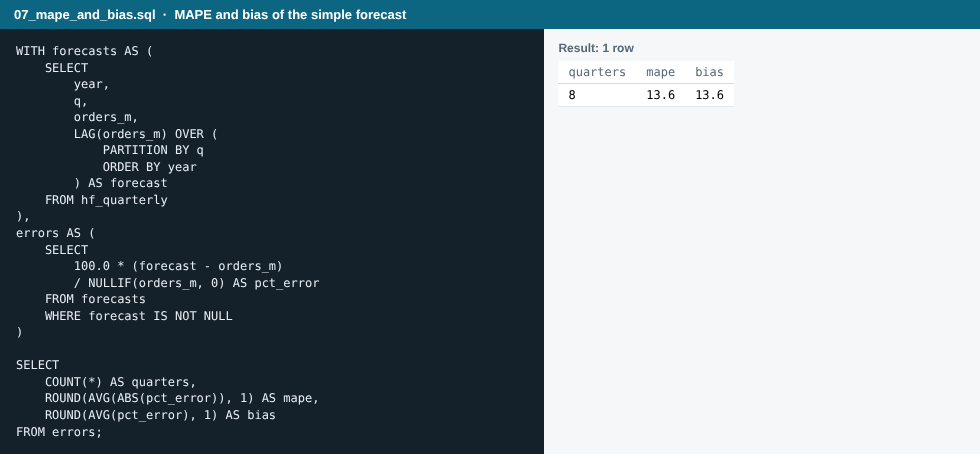 07_mape_and_bias.sql · MAPE and bias of the simple forecast
WITH forecasts AS (
    SELECT
        year,
        q,
        orders_m,
        LAG(orders_m) OVER (
            PARTITION BY q
            ORDER BY year
        ) AS forecast
    FROM hf_quarterly
),
errors AS (
    SELECT
        100.0 * (forecast - orders_m)
        / NULLIF(orders_m, 0) AS pct_error
    FROM forecasts
    WHERE forecast IS NOT NULL
)
SELECT
    COUNT(*) AS quarters,
    ROUND(AVG(ABS(pct_error)), 1) AS mape,
    ROUND(AVG(pct_error), 1) AS bias
FROM errors;
Result: 1 row
quarters mape bias
8 13.6 13.6